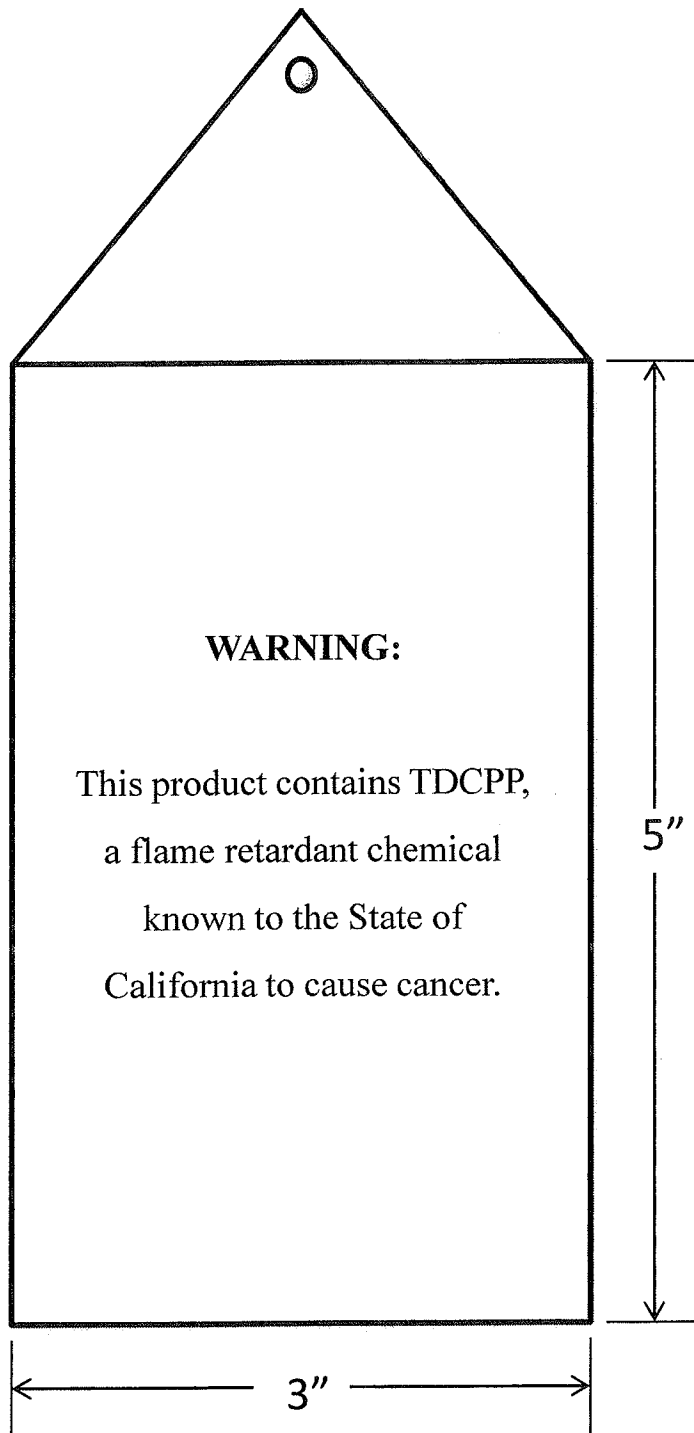 WARNING:
This product contains TDCPP,
a flame retardant chemical
known to the State of
California to cause cancer.
5"
3"